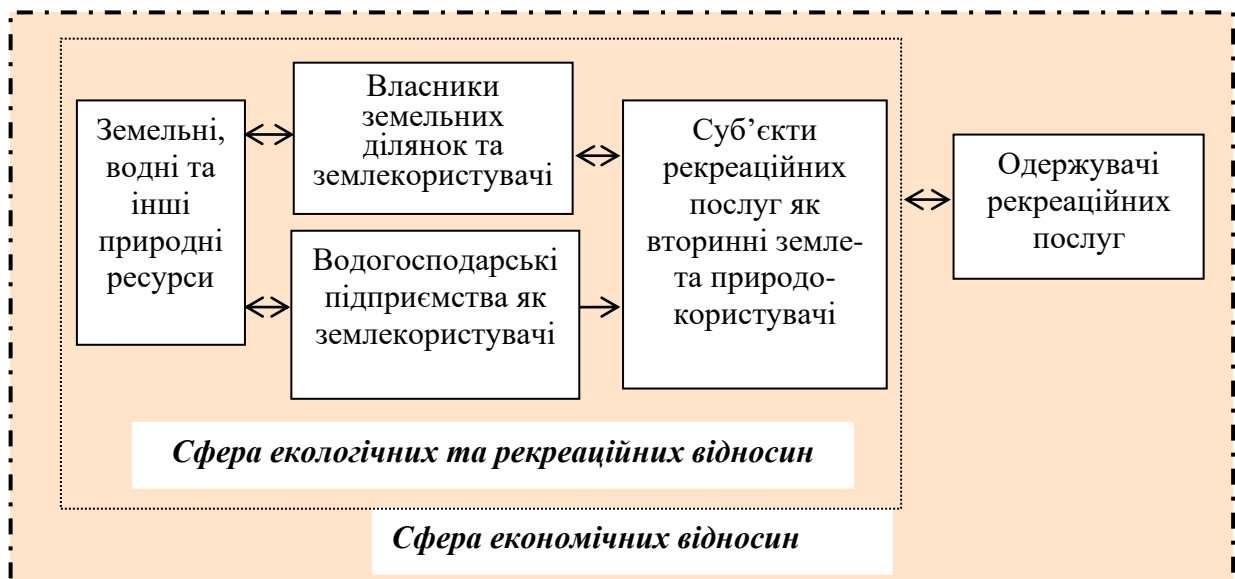 Земельні,
водні та
інші
природні
ресурси
Власники
земельних
ділянок та
землекористувачі
Водогосподарські
підприємства як
землекористувачі
Суб’єкти
рекреаційних
послуг як
вторинні земле-
та природо-
користувачі
Одержувачі
рекреаційних
послуг
Сфера екологічних та рекреаційних відносин
Сфера економічних відносин